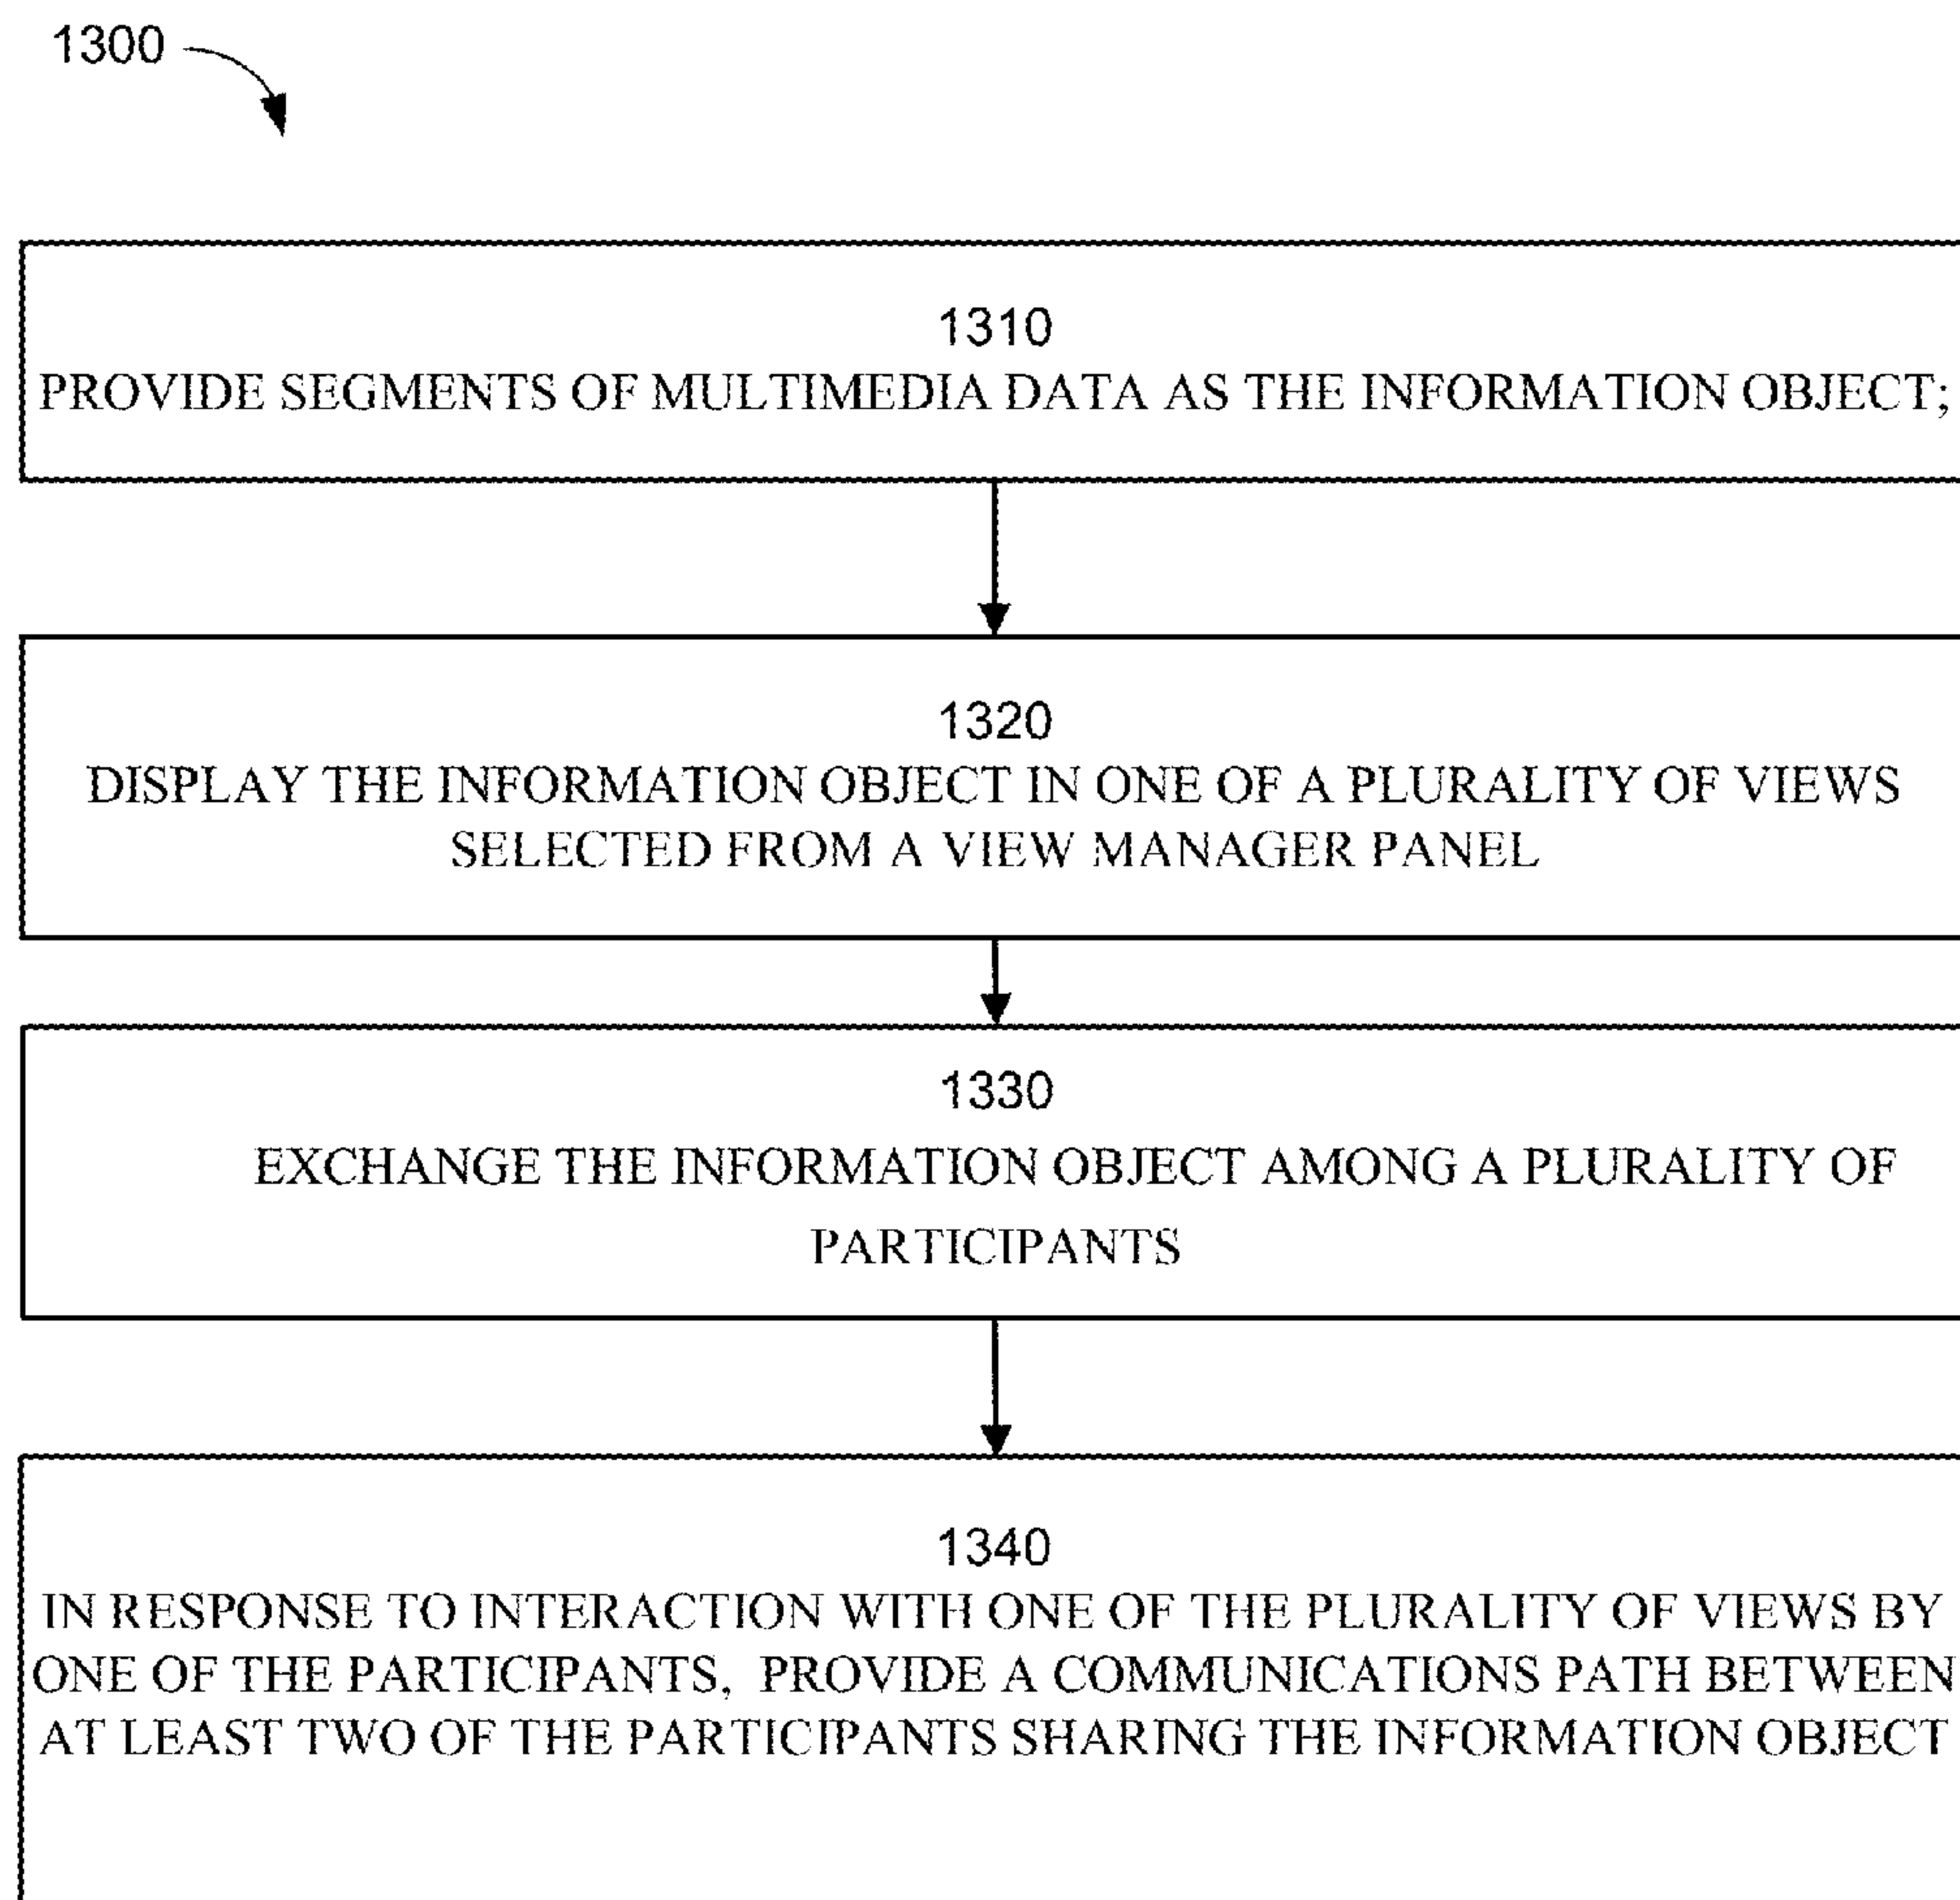 1300
1310
PROVIDE SEGMENTS OF MULTIMEDIA DATA AS THE INFORMATION OBJECT;
1320
DISPLAY THE INFORMATION OBJECT IN ONE OF A PLURALITY OF VIEWS
SELECTED FROM A VIEW MANAGER PANEL
1330
EXCHANGE THE INFORMATION OBJECT AMONG A PLURALITY OF
PARTICIPANTS
1340
IN RESPONSE TO INTERACTION WITH ONE OF THE PLURALITY OF VIEWS BY
ONE OF THE PARTICIPANTS, PROVIDE A COMMUNICATIONS PATH BETWEEN
AT LEAST TWO OF THE PARTICIPANTS SHARING THE INFORMATION OBJECT